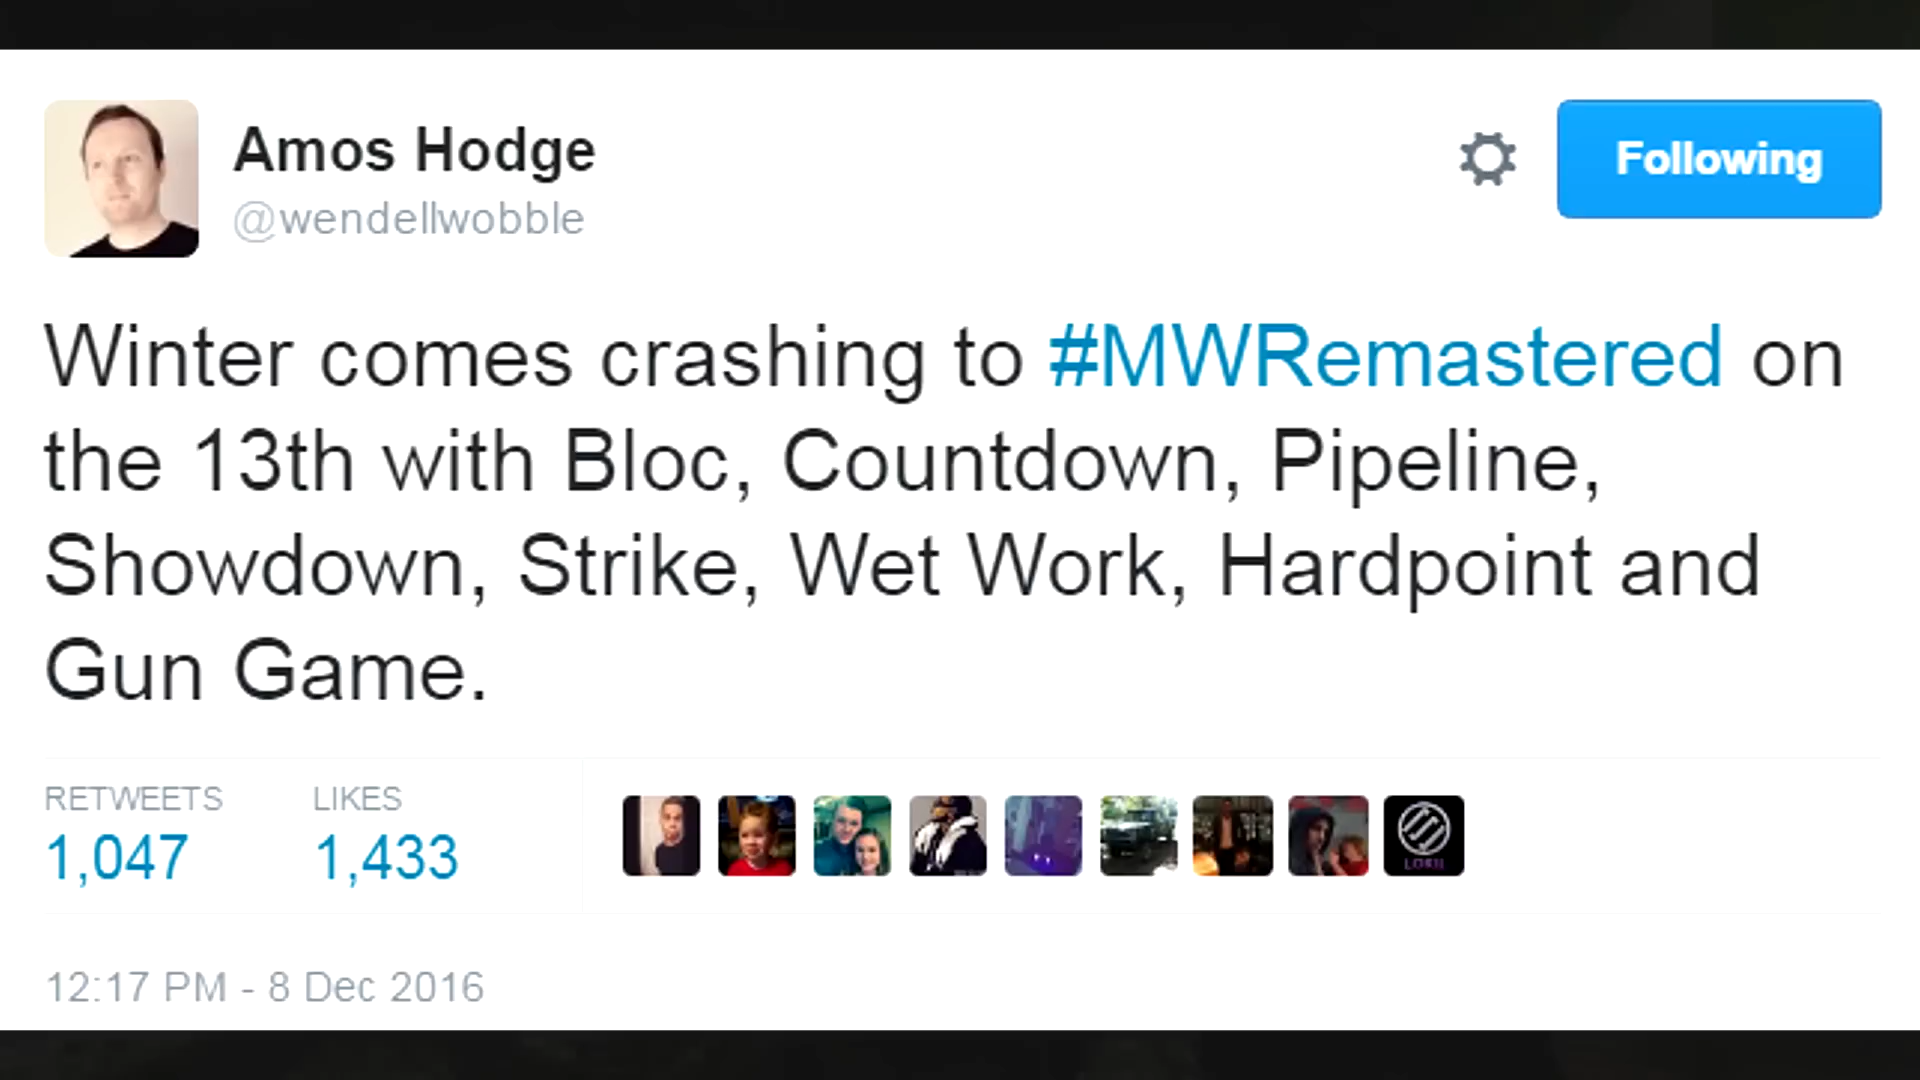 Amos Hodge
@wendellwobble
Following
Winter comes crashing to #MWRemastered on
the 13th with Bloc, Countdown, Pipeline,
Showdown, Strike, Wet Work, Hardpoint and
Gun Game.
RETWEETS LIKES
1,047 1,433
12:17 PM - 8 Dec 2016